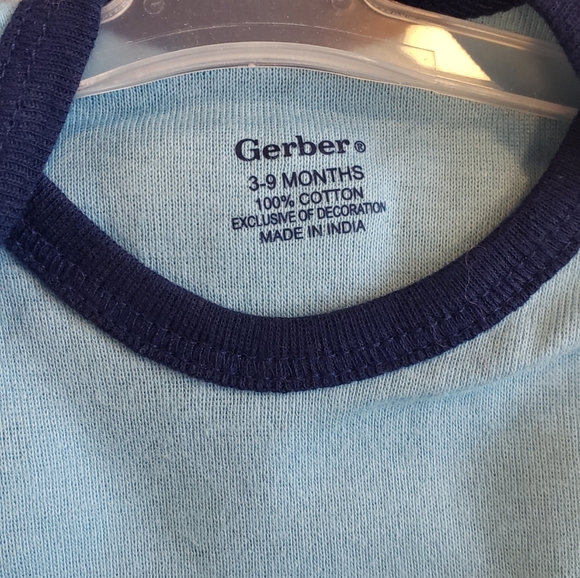 Gerber®
3-9 MONTHS
100% COTTON
EXCLUSIVE OF DECORATION
MADE IN INDIA